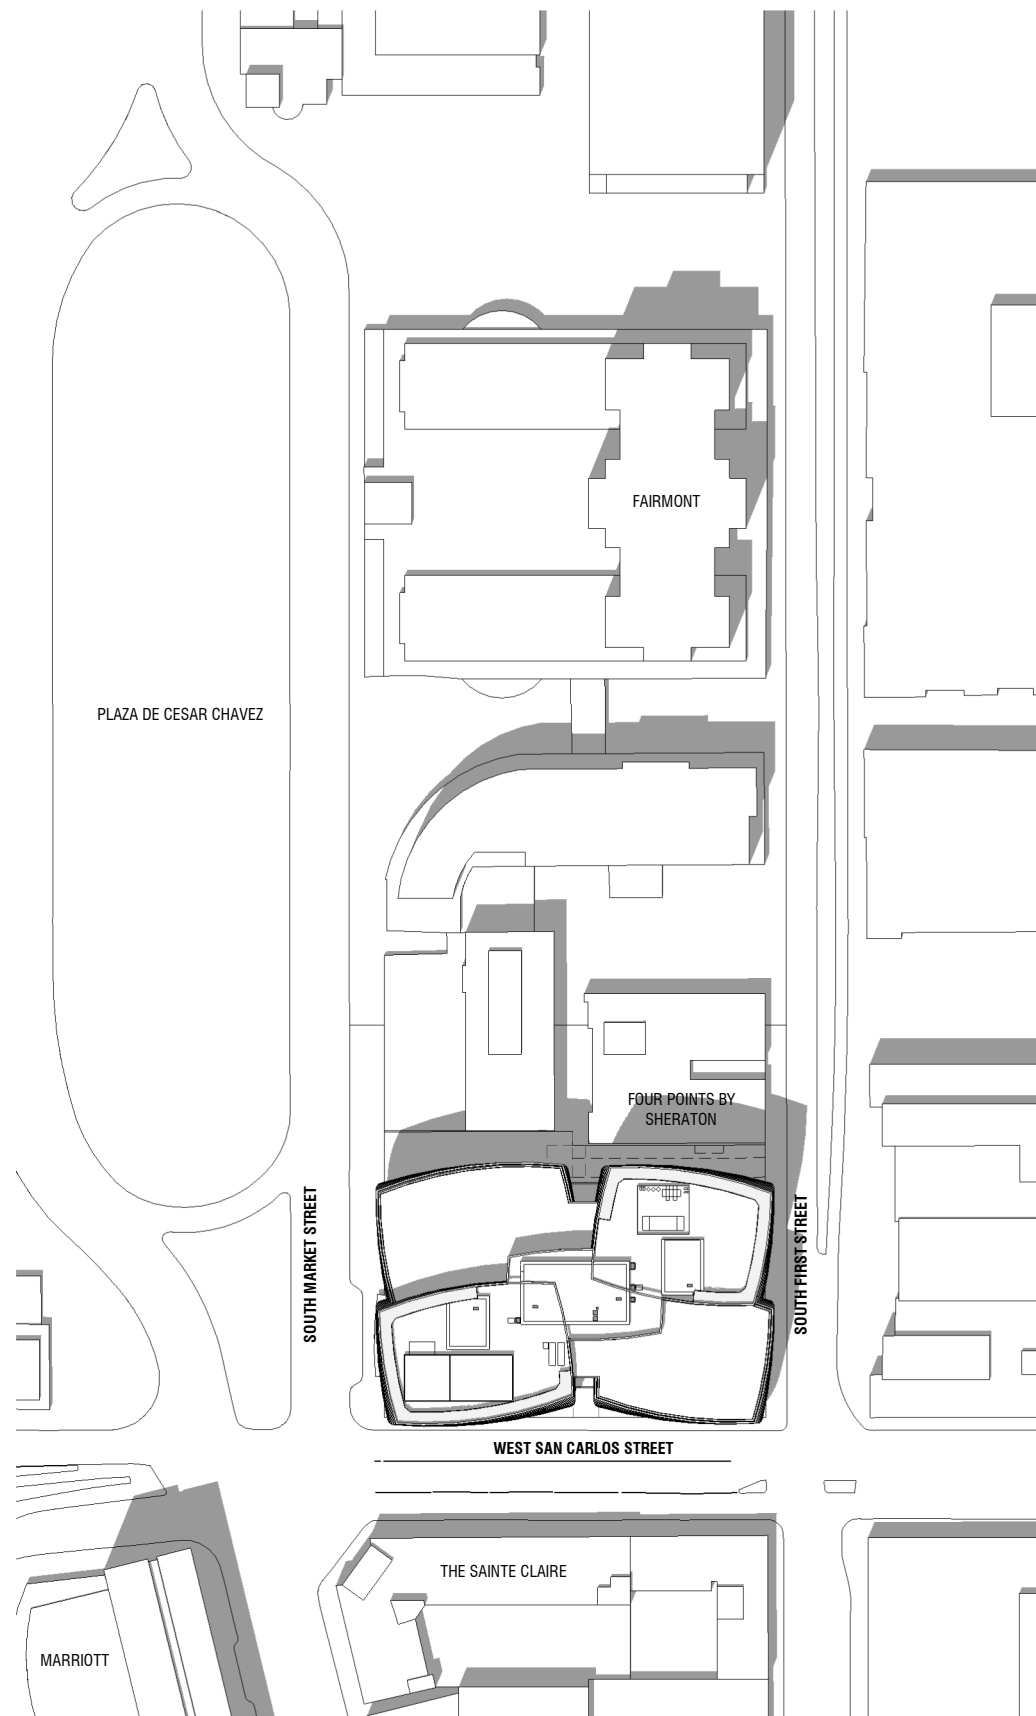 FAIRMONT
PLAZA DE CESAR CHAVEZ
FOUR POINTS BY
SHERATON
SOUTH MARKET STREET
SOUTH FIRST STREET
WEST SAN CARLOS STREET
THE SAINTE CLAIRE
MARRIOTT